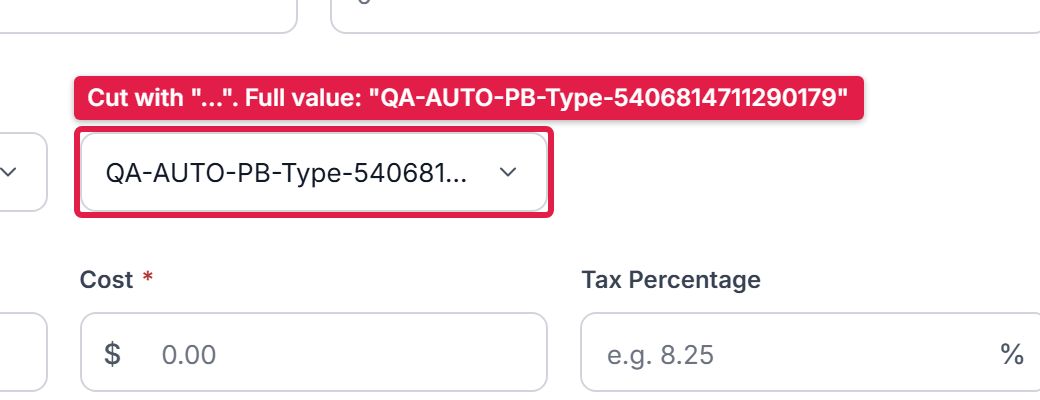 Cut with "...". Full value: "QA-AUTO-PB-Type-5406814711290179"
QA-AUTO-PB-Type-540681...
Cost *
Tax Percentage
$ 0.00
e.g. 8.25 %